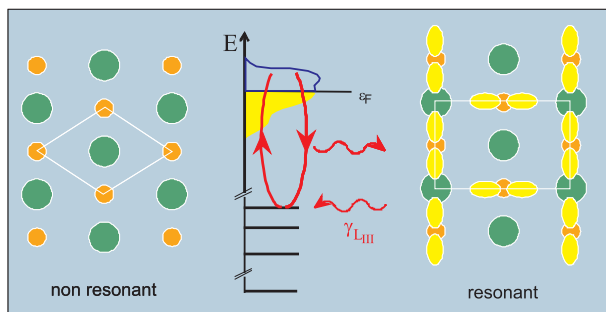 E
εF
γLIII
non resonant
resonant